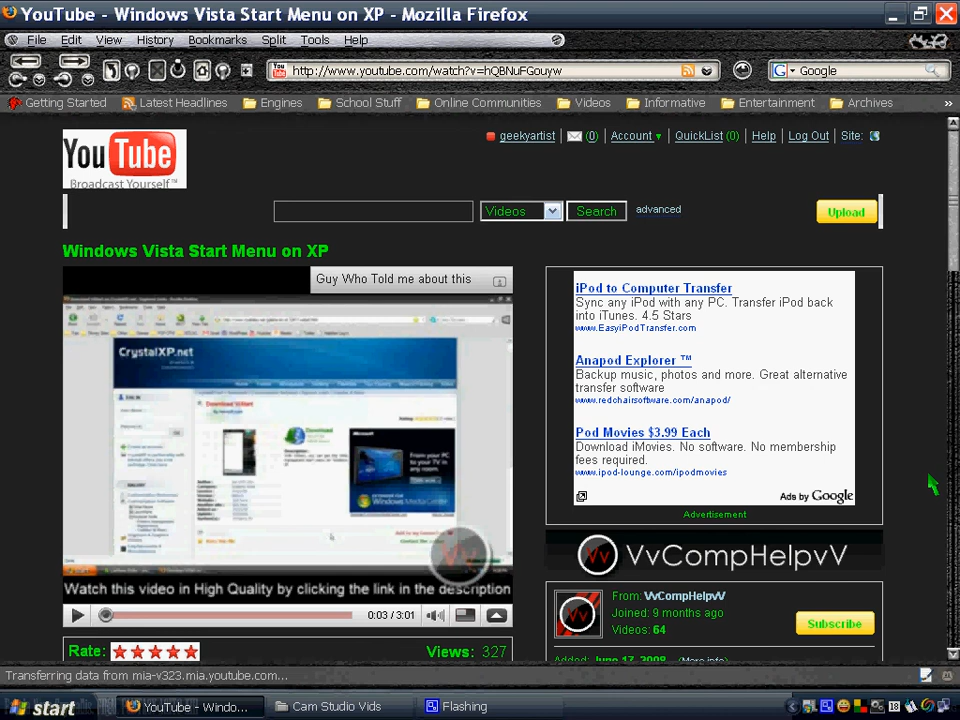 YouTube - Windows Vista Start Menu on XP - Mozilla Firefox
File Edit View History Bookmarks Split Tools Help
http://www.youtube.com/watch?v=hQBNuFGouyw
Google
Getting Started Latest Headlines Engines School Stuff Online Communities Videos Informative Entertainment Archives »
YouTube
Broadcast Yourself™
geekyartist (0) Account QuickList (0) Help Log Out Site:
Videos Search advanced Upload
Windows Vista Start Menu on XP
Guy Who Told me about this
CrystalXP.net
Download
Watch this video in High Quality by clicking the link in the description
0:03 / 3:01
Rate: Views: 327
iPod to Computer Transfer
Sync any iPod with any PC. Transfer iPod back
into iTunes. 4.5 Stars
www.EasyiPodTransfer.com
Anapod Explorer ™
Backup music, photos and more. Great alternative
transfer software
www.redchairsoftware.com/anapod/
Pod Movies $3.99 Each
Download iMovies. No software. No membership
fees required.
www.ipod-lounge.com/ipodmovies
Ads by Google
Advertisement
VvCompHelpvV
From: VvCompHelpvV
Joined: 9 months ago
Videos: 64
Subscribe
Added: June 17, 2008 (More info)
Transferring data from mia-v323.mia.youtube.com...
start YouTube - Windo... Cam Studio Vids Flashing